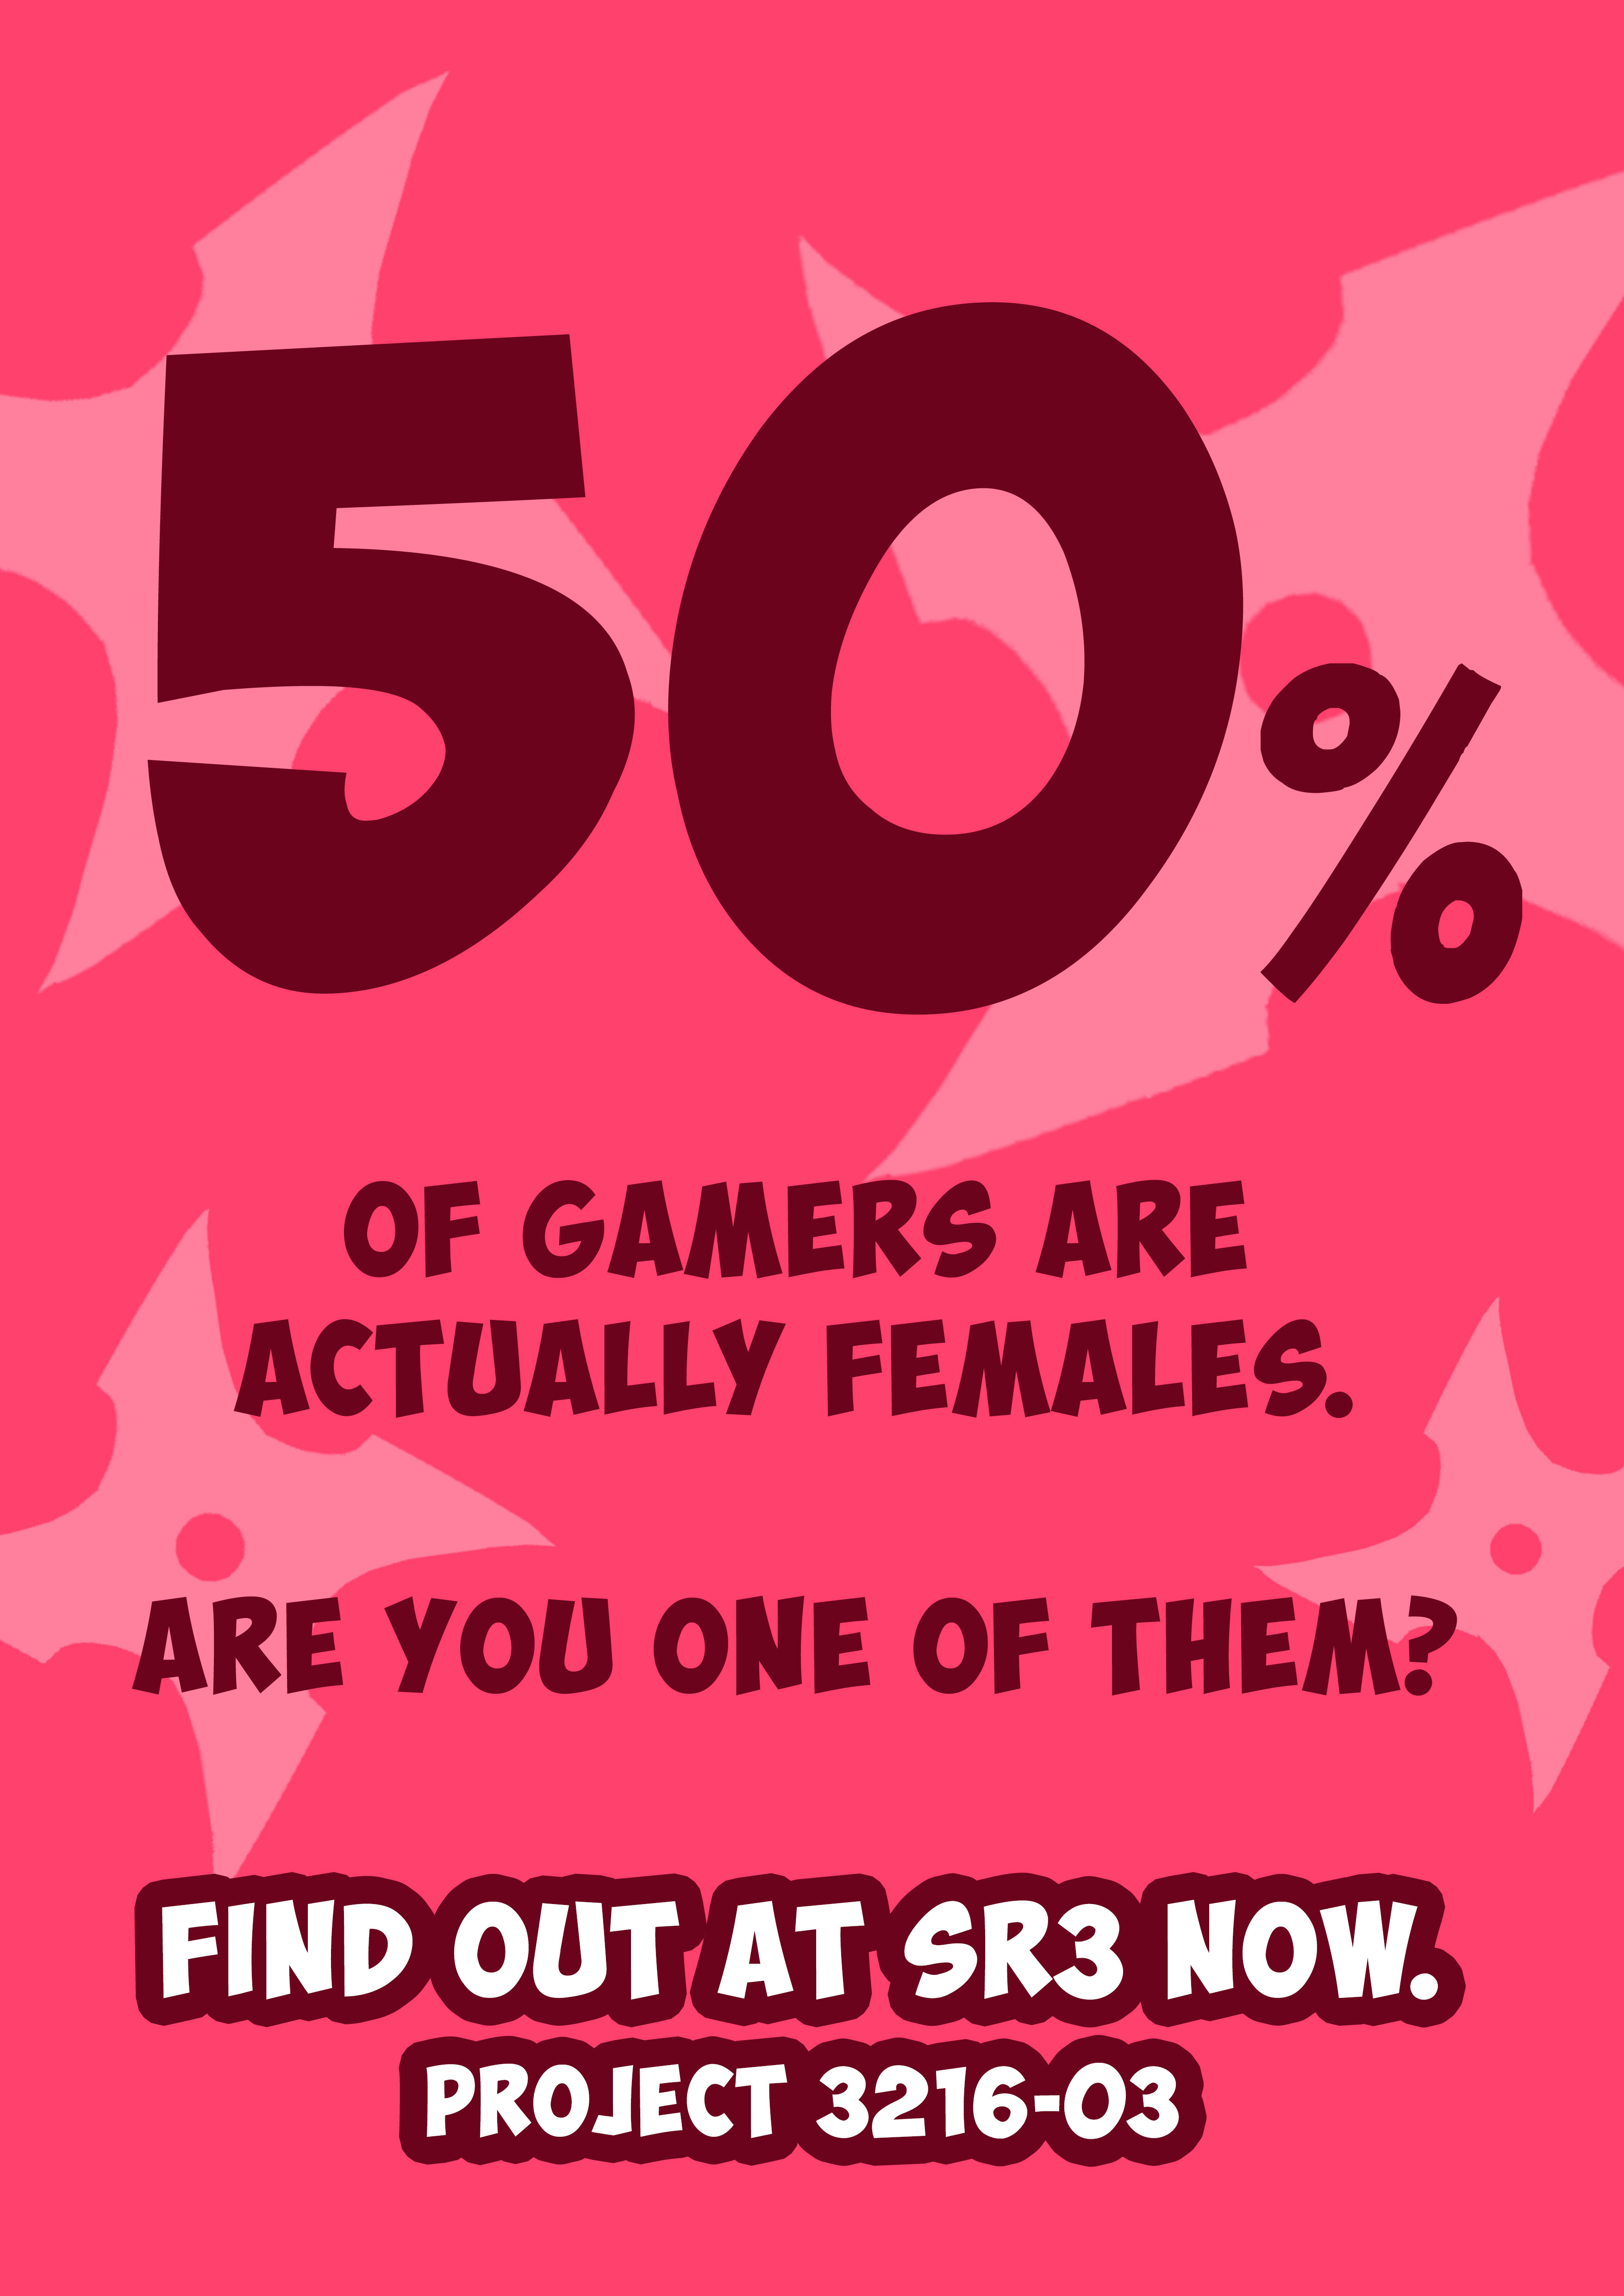 50%
OF GAMERS ARE
ACTUALLY FEMALES.
ARE YOU ONE OF THEM?
FIND OUT AT SR3 NOW.
PROJECT 3216-03